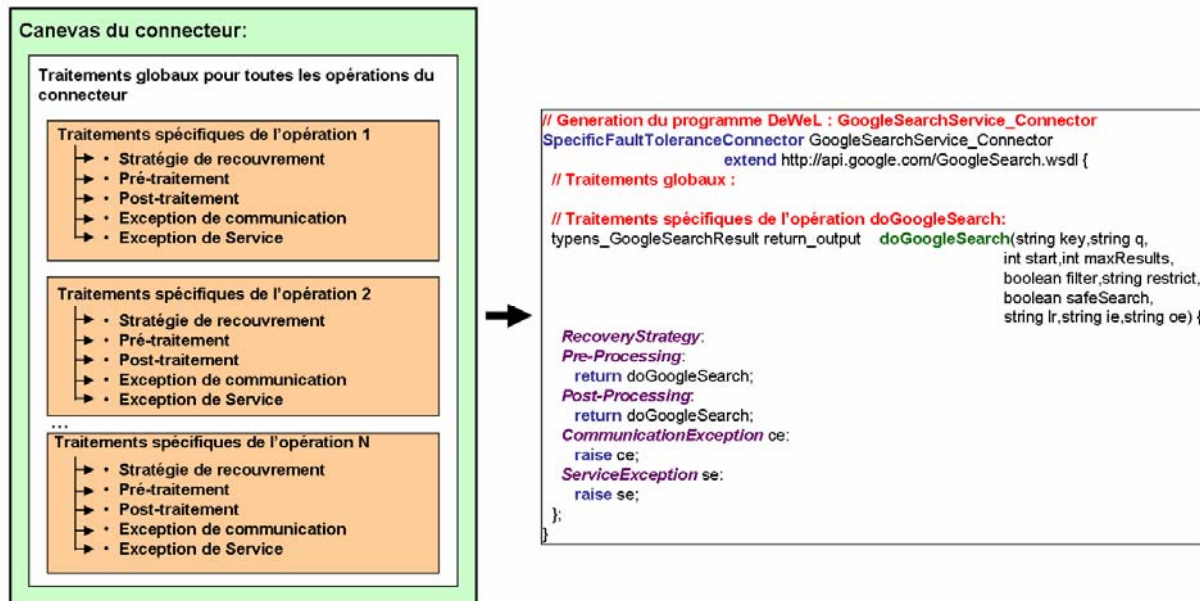 Canevas du connecteur:
Traitements globaux pour toutes les opérations du
connecteur
Traitements spécifiques de l'opération 1
• Stratégie de recouvrement
• Pré-traitement
• Post-traitement
• Exception de communication
• Exception de Service
Traitements spécifiques de l'opération 2
• Stratégie de recouvrement
• Pré-traitement
• Post-traitement
• Exception de communication
• Exception de Service
...
Traitements spécifiques de l'opération N
• Stratégie de recouvrement
• Pré-traitement
• Post-traitement
• Exception de communication
• Exception de Service
// Generation du programme DeWeL : GoogleSearchService_Connector
SpecificFaultToleranceConnector GoogleSearchService_Connector
extend http://api.google.com/GoogleSearch.wsdl {
// Traitements globaux :
// Traitements spécifiques de l'opération doGoogleSearch:
typens_GoogleSearchResult return_output doGoogleSearch(string key,string q,
int start,int maxResults,
boolean filter,string restrict,
boolean safeSearch,
string lr,string ie,string oe) {
RecoveryStrategy:
Pre-Processing:
return doGoogleSearch;
Post-Processing:
return doGoogleSearch;
CommunicationException ce:
raise ce;
ServiceException se:
raise se;
};
}